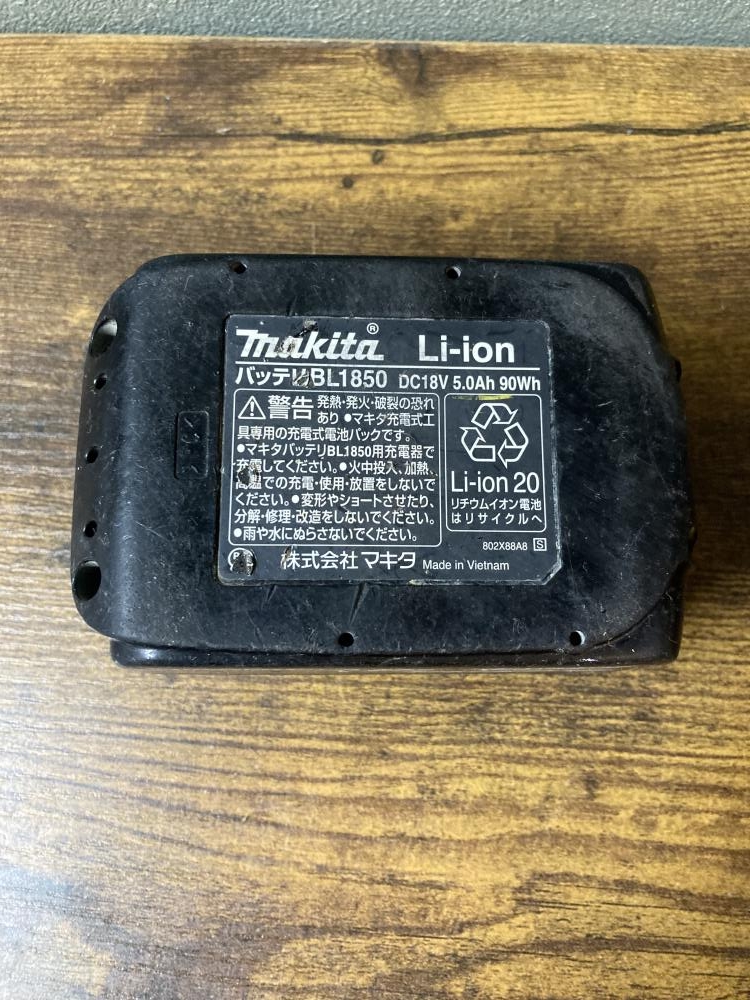 makita® Li-ion
バッテリBL1850 DC18V 5.0Ah 90Wh
警告 発熱・発火・破裂の恐れ
あり ●マキタ充電式工
具専用の充電式電池パックです。
●マキタバッテリBL1850用充電器で
充電してください。●火中投入、加熱、
高温での充電・使用・放置をしないで
ください。●変形やショートさせたり、
分解・修理・改造をしないでください。
●雨や水にぬらさないでください。
Li-ion 20
リチウムイオン電池
はリサイクルへ
802X88A8 S
株式会社マキタ Made in Vietnam